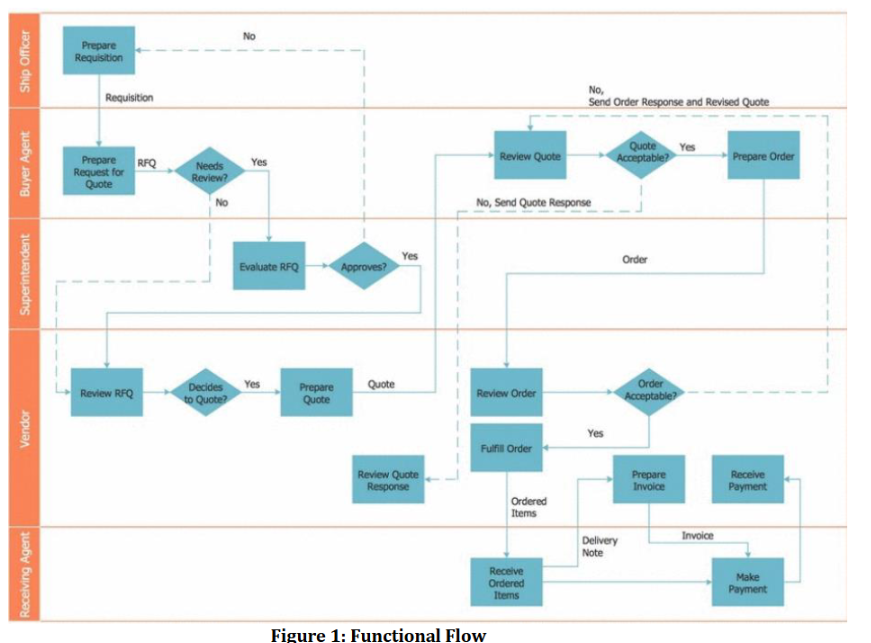 Ship Officer
Prepare
Requisition
No
Requisition
Buyer Agent
Prepare
Request for
Quote
RFQ
Needs
Review?
Yes
No
No,
Send Order Response and Revised Quote
Review Quote
Quote
Acceptable?
Yes
Prepare Order
No, Send Quote Response
Superintendent
Evaluate RFQ
Approves?
Yes
Order
Vendor
Review RFQ
Decides
to Quote?
Yes
Prepare
Quote
Quote
Review Order
Order
Acceptable?
Yes
Fulfill Order
Review Quote
Response
Prepare
Invoice
Receive
Payment
Ordered
Items
Receiving Agent
Delivery
Note
Invoice
Receive
Ordered
Items
Make
Payment
Figure 1: Functional Flow